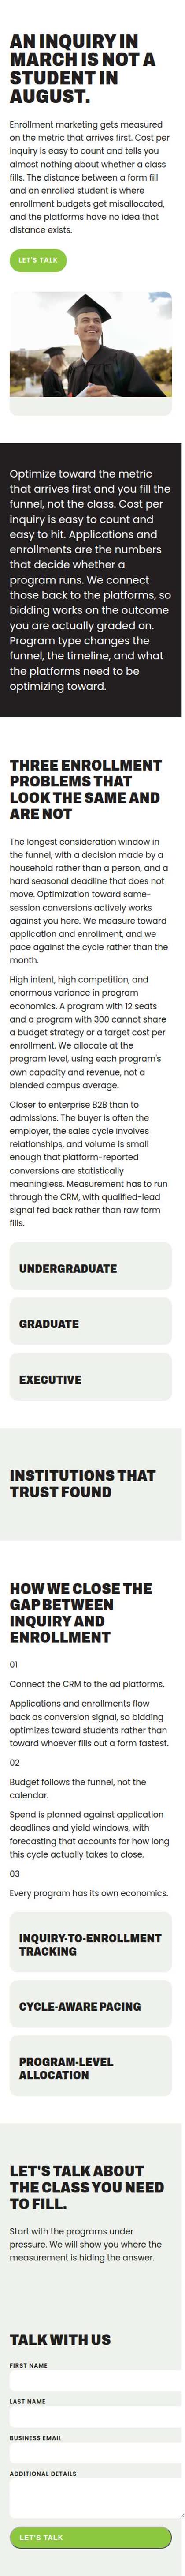 AN INQUIRY IN
MARCH IS NOT A
STUDENT IN
AUGUST.
Enrollment marketing gets measured
on the metric that arrives first. Cost per
inquiry is easy to count and tells you
almost nothing about whether a class
fills. The distance between a form fill
and an enrolled student is where
enrollment budgets get misallocated,
and the platforms have no idea that
distance exists.
LET'S TALK
Optimize toward the metric
that arrives first and you fill the
funnel, not the class. Cost per
inquiry is easy to count and
easy to hit. Applications and
enrollments are the numbers
that decide whether a
program runs. We connect
those back to the platforms, so
bidding works on the outcome
you are actually graded on.
Program type changes the
funnel, the timeline, and what
the platforms need to be
optimizing toward.
THREE ENROLLMENT
PROBLEMS THAT
LOOK THE SAME AND
ARE NOT
The longest consideration window in
the funnel, with a decision made by a
household rather than a person, and a
hard seasonal deadline that does not
move. Optimization toward same-
session conversions actively works
against you here. We measure toward
application and enrollment, and we
pace against the cycle rather than the
month.
High intent, high competition, and
enormous variance in program
economics. A program with 12 seats
and a program with 300 cannot share
a budget strategy or a target cost per
enrollment. We allocate at the
program level, using each program's
own capacity and revenue, not a
blended campus average.
Closer to enterprise B2B than to
admissions. The buyer is often the
employer, the sales cycle involves
relationships, and volume is small
enough that platform-reported
conversions are statistically
meaningless. Measurement has to run
through the CRM, with qualified-lead
signal fed back rather than raw form
fills.
UNDERGRADUATE
GRADUATE
EXECUTIVE
INSTITUTIONS THAT
TRUST FOUND
HOW WE CLOSE THE
GAP BETWEEN
INQUIRY AND
ENROLLMENT
01
Connect the CRM to the ad platforms.
Applications and enrollments flow
back as conversion signal, so bidding
optimizes toward students rather than
toward whoever fills out a form fastest.
02
Budget follows the funnel, not the
calendar.
Spend is planned against application
deadlines and yield windows, with
forecasting that accounts for how long
this cycle actually takes to close.
03
Every program has its own economics.
INQUIRY-TO-ENROLLMENT
TRACKING
CYCLE-AWARE PACING
PROGRAM-LEVEL
ALLOCATION
LET'S TALK ABOUT
THE CLASS YOU NEED
TO FILL.
Start with the programs under
pressure. We will show you where the
measurement is hiding the answer.
TALK WITH US
FIRST NAME
LAST NAME
BUSINESS EMAIL
ADDITIONAL DETAILS
LET'S TALK